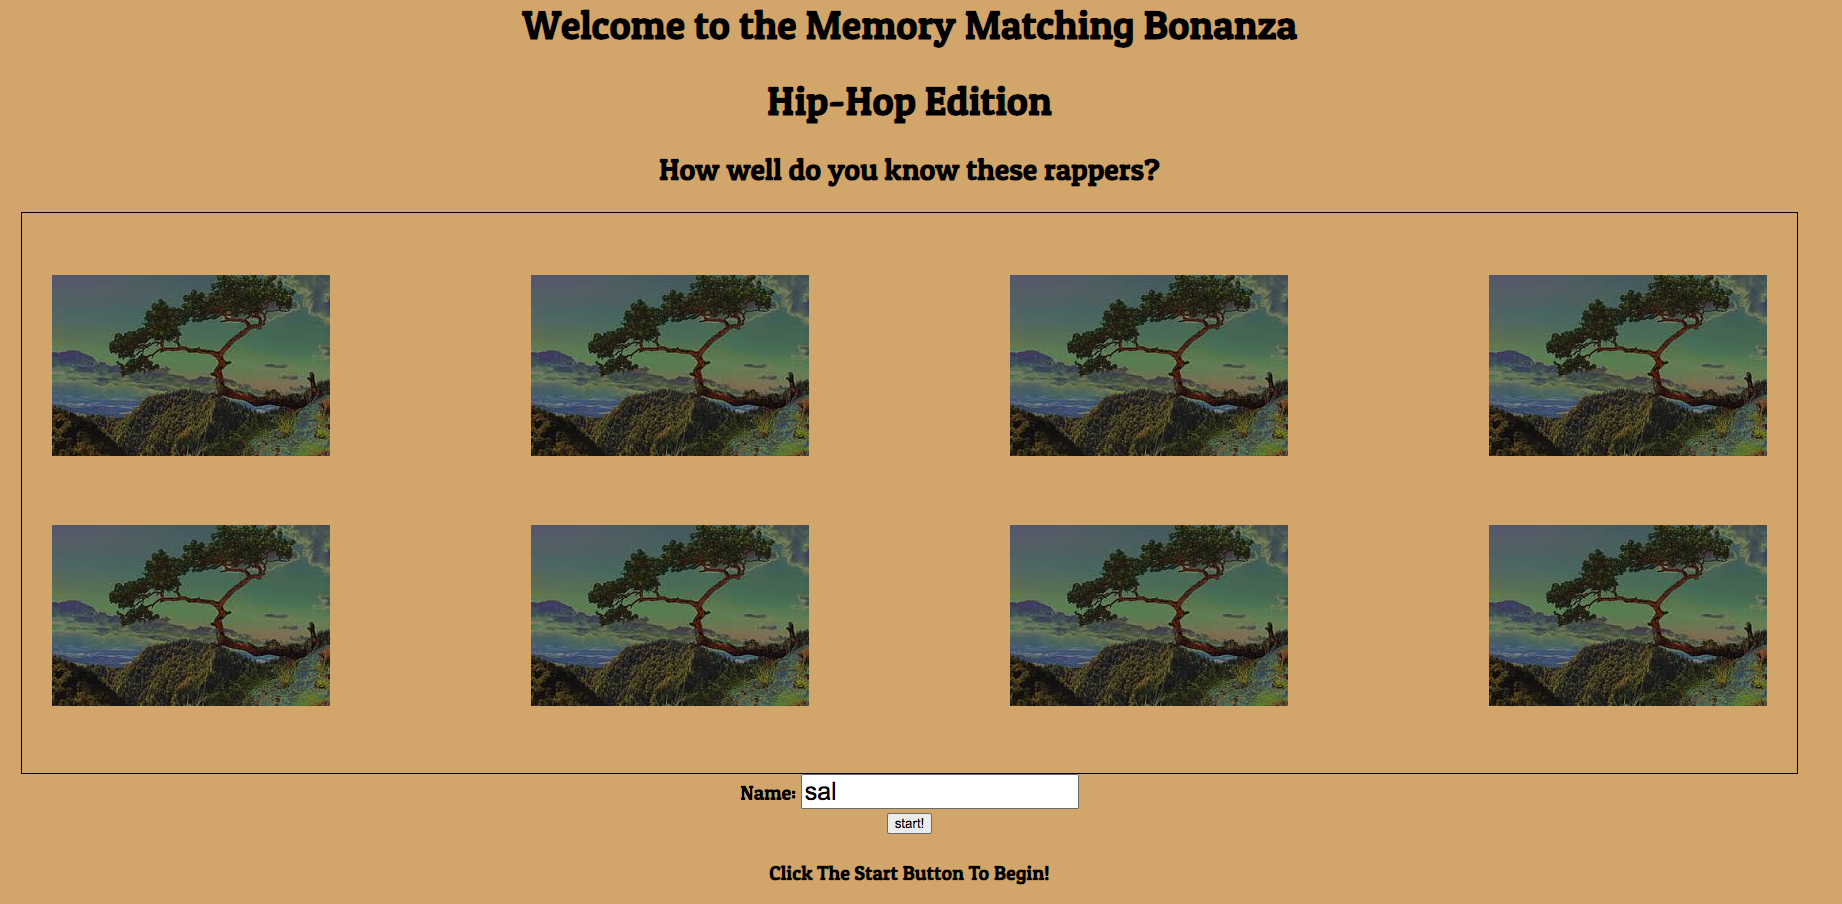 Welcome to the Memory Matching Bonanza
Hip-Hop Edition
How well do you know these rappers?
Name: sal
start!
Click The Start Button To Begin!